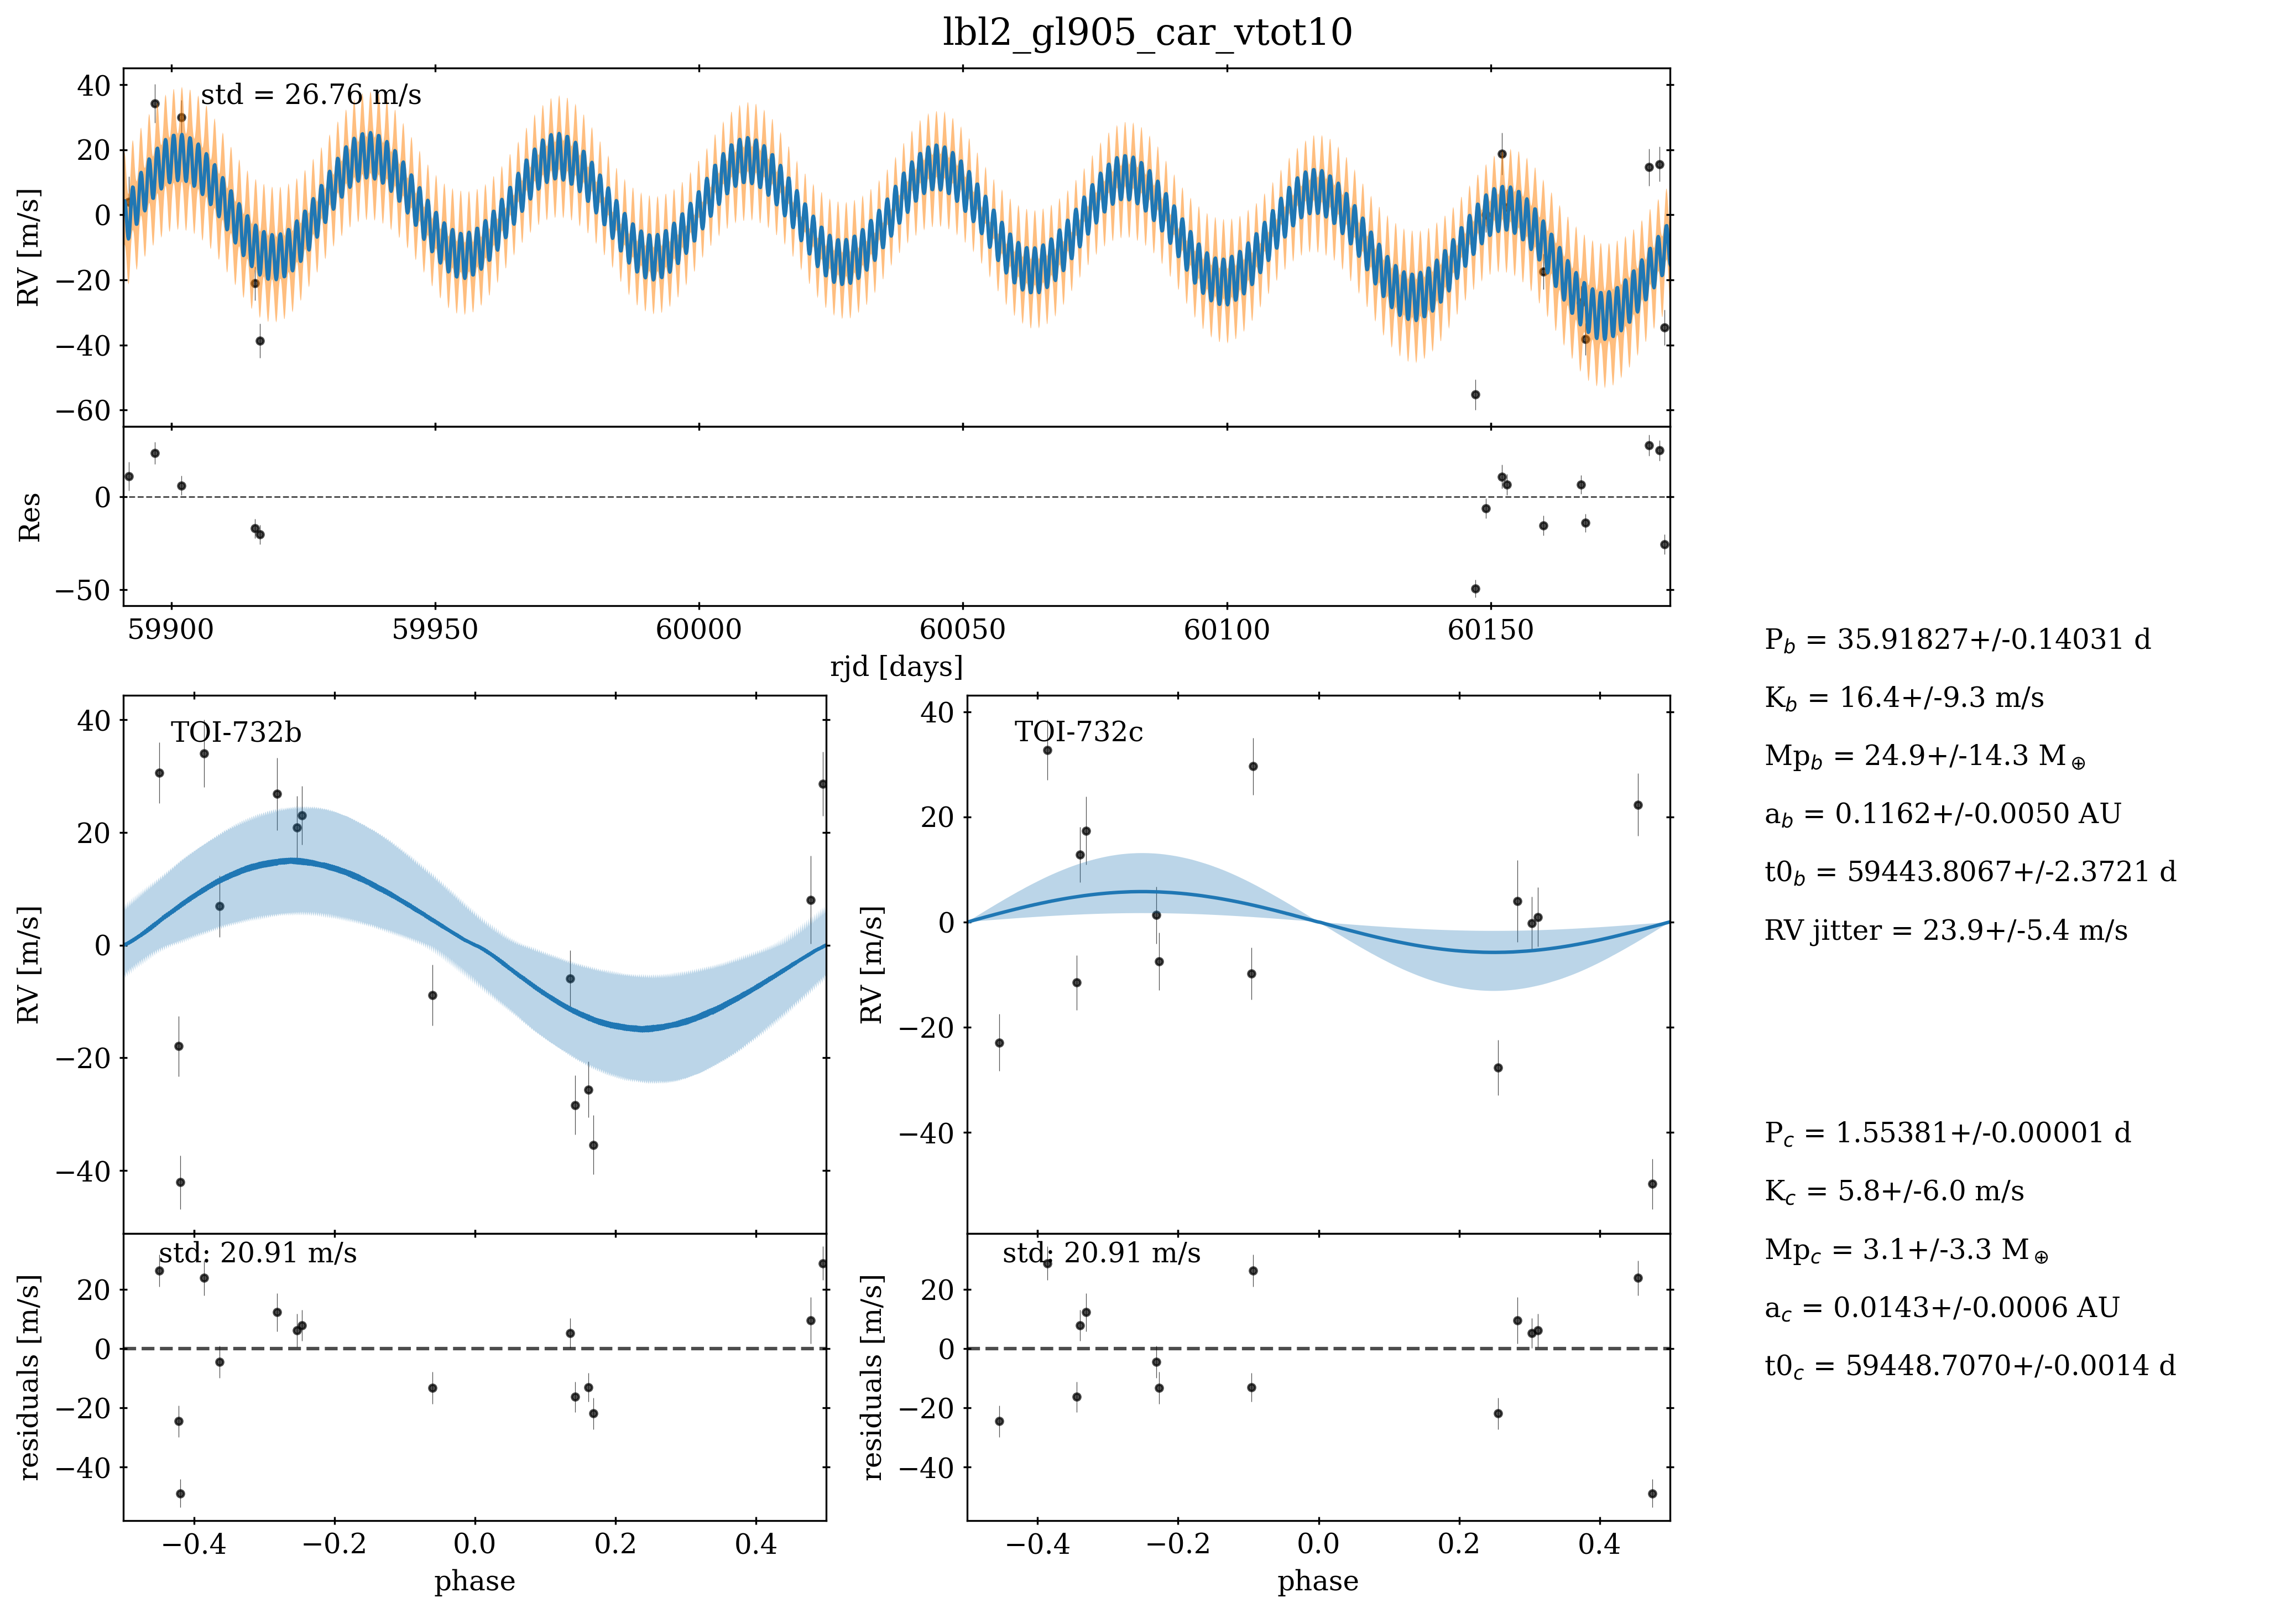 lbl2_gl905_car_vtot10
std = 26.76 m/s
40
20
0
−20
−40
−60
RV [m/s]
0
−50
Res
59900 59950 60000 60050 60100 60150
rjd [days]
TOI-732b
40
20
0
−20
−40
RV [m/s]
std: 20.91 m/s
20
0
−20
−40
residuals [m/s]
−0.4 −0.2 0.0 0.2 0.4
phase
TOI-732c
40
20
0
−20
−40
RV [m/s]
std: 20.91 m/s
20
0
−20
−40
residuals [m/s]
−0.4 −0.2 0.0 0.2 0.4
phase
P_b = 35.91827+/-0.14031 d
K_b = 16.4+/-9.3 m/s
Mp_b = 24.9+/-14.3 M_⊕
a_b = 0.1162+/-0.0050 AU
t0_b = 59443.8067+/-2.3721 d
RV jitter = 23.9+/-5.4 m/s
P_c = 1.55381+/-0.00001 d
K_c = 5.8+/-6.0 m/s
Mp_c = 3.1+/-3.3 M_⊕
a_c = 0.0143+/-0.0006 AU
t0_c = 59448.7070+/-0.0014 d